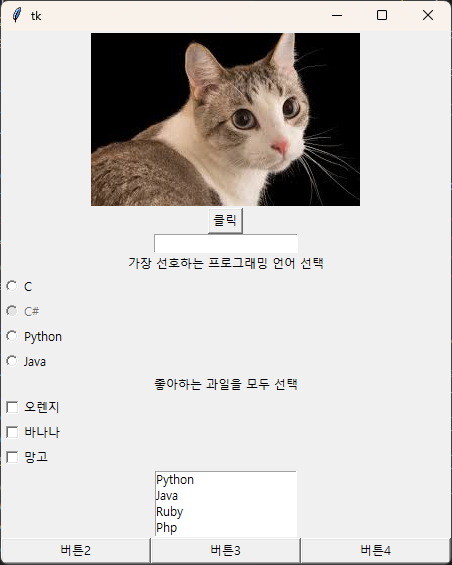 tk
클릭
가장 선호하는 프로그래밍 언어 선택
C
C#
Python
Java
좋아하는 과일을 모두 선택
오렌지
바나나
망고
Python
Java
Ruby
Php
버튼2 버튼3 버튼4